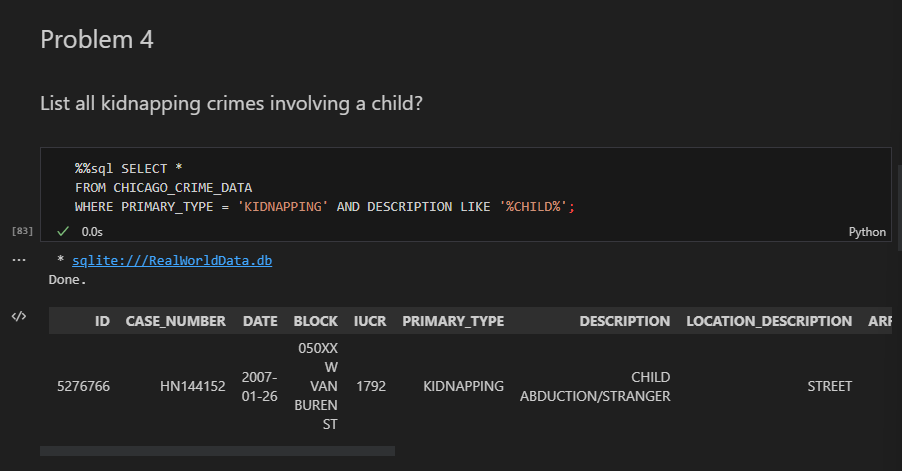 Problem 4
List all kidnapping crimes involving a child?
%%sql SELECT *
FROM CHICAGO_CRIME_DATA
WHERE PRIMARY_TYPE = 'KIDNAPPING' AND DESCRIPTION LIKE '%CHILD%';
[83] ✓ 0.0s Python
... * sqlite:///RealWorldData.db
Done.
</> ID CASE_NUMBER DATE BLOCK IUCR PRIMARY_TYPE DESCRIPTION LOCATION_DESCRIPTION ARR
050XX
W
5276766 HN144152 2007-01-26 VAN 1792 KIDNAPPING CHILD ABDUCTION/STRANGER STREET
BUREN
ST